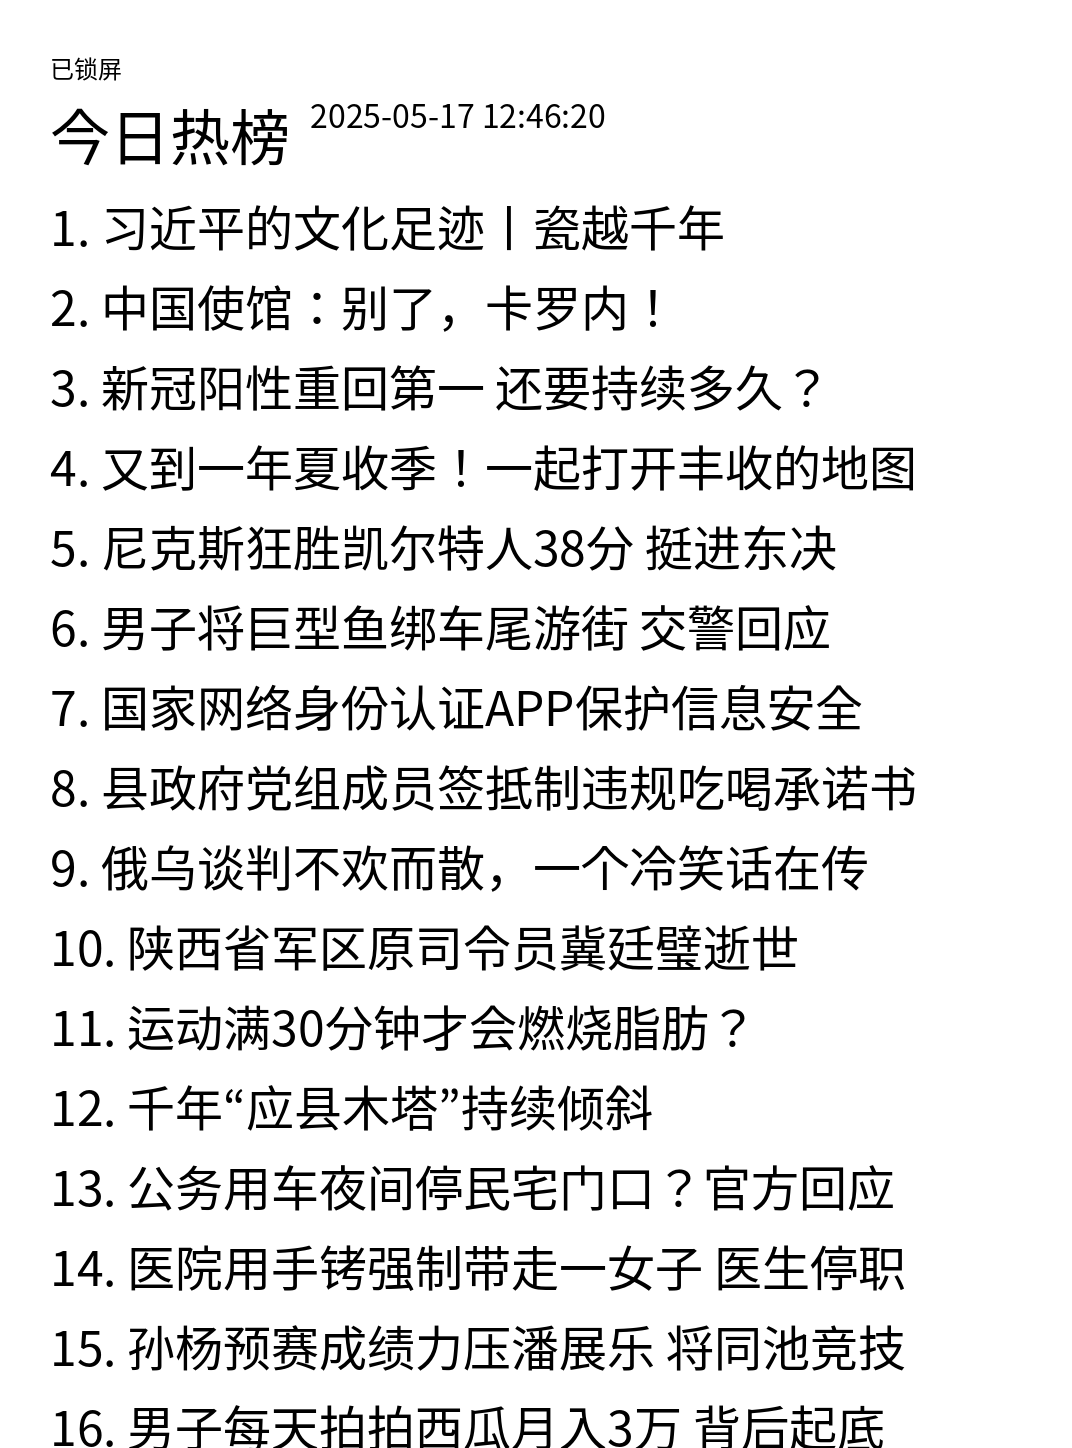 已锁屏
今日热榜 2025-05-17 12:46:20
1. 习近平的文化足迹丨瓷越千年
2. 中国使馆：别了，卡罗内！
3. 新冠阳性重回第一 还要持续多久？
4. 又到一年夏收季！一起打开丰收的地图
5. 尼克斯狂胜凯尔特人38分 挺进东决
6. 男子将巨型鱼绑车尾游街 交警回应
7. 国家网络身份认证APP保护信息安全
8. 县政府党组成员签抵制违规吃喝承诺书
9. 俄乌谈判不欢而散，一个冷笑话在传
10. 陕西省军区原司令员冀廷璧逝世
11. 运动满30分钟才会燃烧脂肪？
12. 千年“应县木塔”持续倾斜
13. 公务用车夜间停民宅门口？官方回应
14. 医院用手铐强制带走一女子 医生停职
15. 孙杨预赛成绩力压潘展乐 将同池竞技
16. 男子每天拍拍西瓜月入3万 背后起底